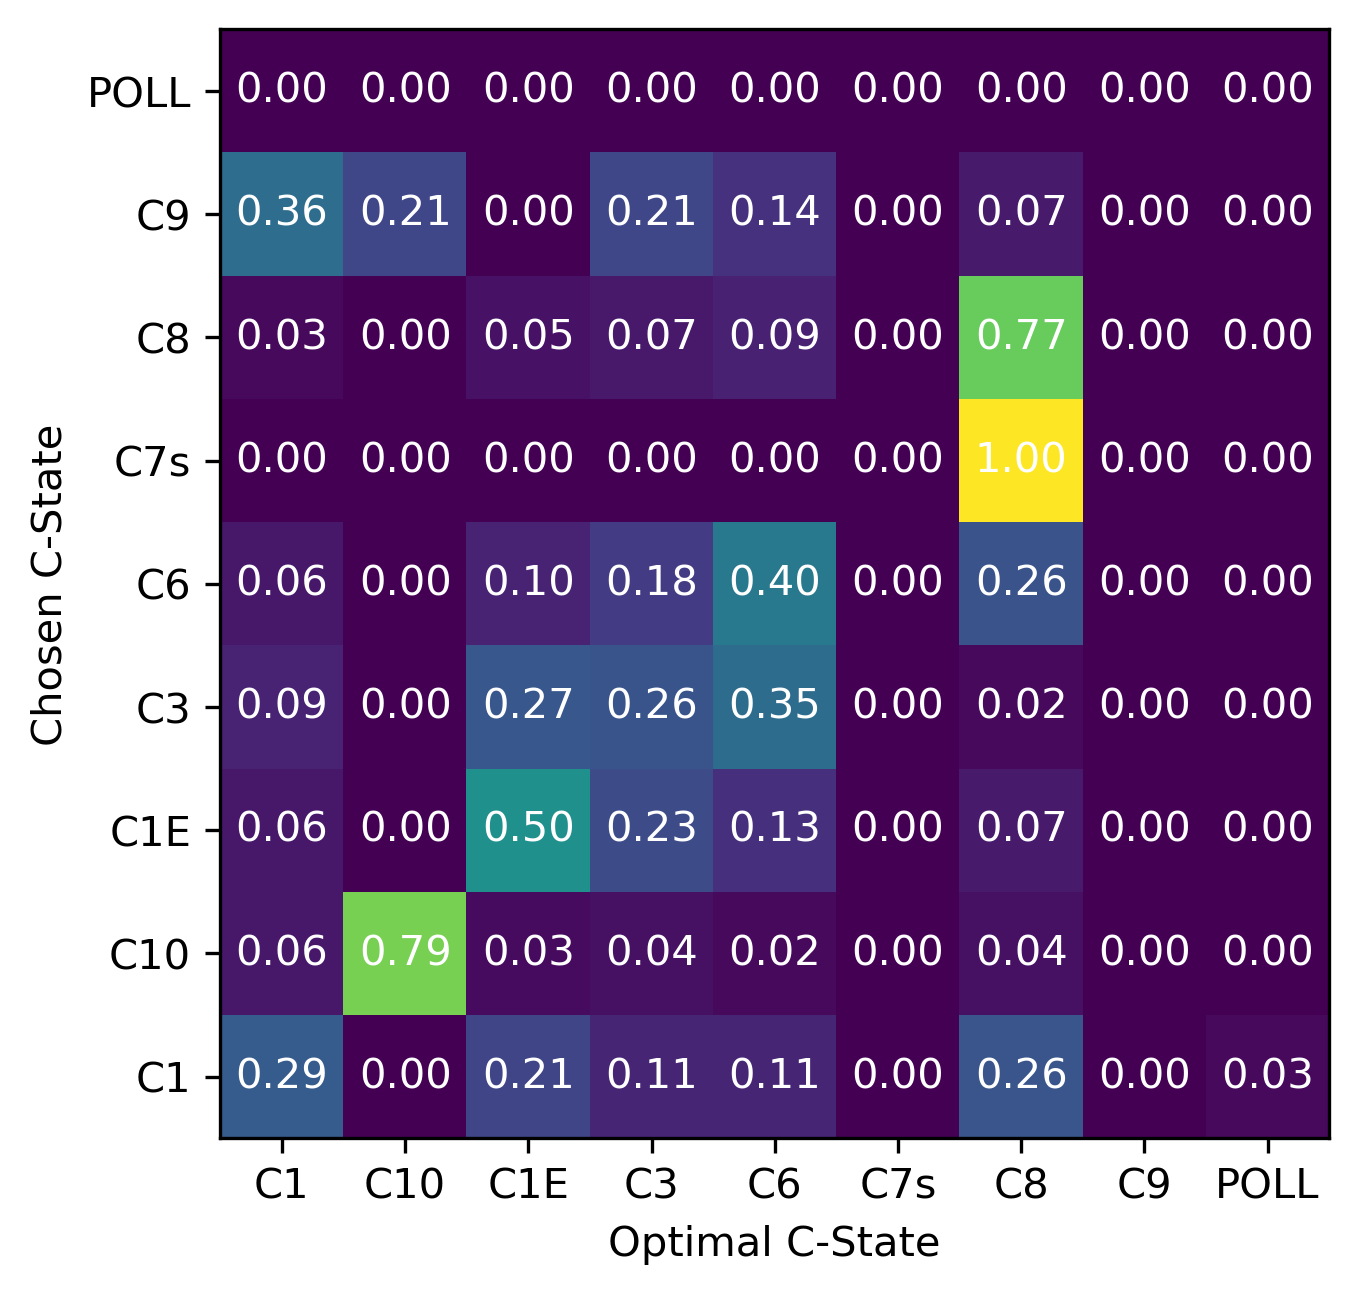 POLL 0.00 0.00 0.00 0.00 0.00 0.00 0.00 0.00 0.00
C9 0.36 0.21 0.00 0.21 0.14 0.00 0.07 0.00 0.00
C8 0.03 0.00 0.05 0.07 0.09 0.00 0.77 0.00 0.00
C7s 0.00 0.00 0.00 0.00 0.00 0.00 1.00 0.00 0.00
C6 0.06 0.00 0.10 0.18 0.40 0.00 0.26 0.00 0.00
C3 0.09 0.00 0.27 0.26 0.35 0.00 0.02 0.00 0.00
C1E 0.06 0.00 0.50 0.23 0.13 0.00 0.07 0.00 0.00
C10 0.06 0.79 0.03 0.04 0.02 0.00 0.04 0.00 0.00
C1 0.29 0.00 0.21 0.11 0.11 0.00 0.26 0.00 0.03
C1 C10 C1E C3 C6 C7s C8 C9 POLL
Optimal C-State
Chosen C-State